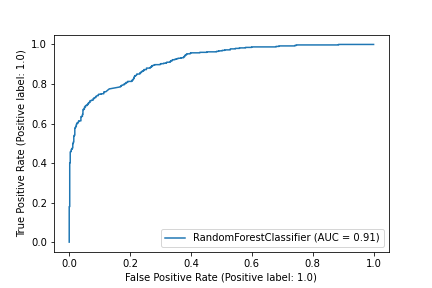 1.0
0.8
0.6
0.4
0.2
0.0
True Positive Rate (Positive label: 1.0)
RandomForestClassifier (AUC = 0.91)
0.0 0.2 0.4 0.6 0.8 1.0
False Positive Rate (Positive label: 1.0)